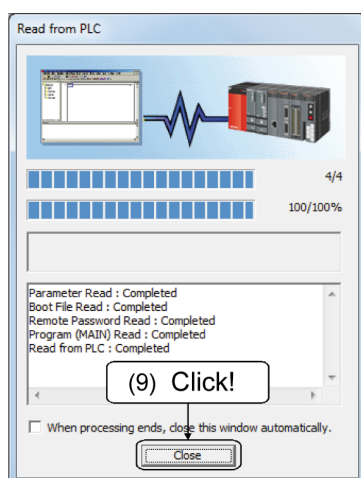 Read from PLC
4/4
100/100%
Parameter Read : Completed
Boot File Read : Completed
Remote Password Read : Completed
Program (MAIN) Read : Completed
Read from PLC : Completed
(9) Click!
When processing ends, close this window automatically.
Close